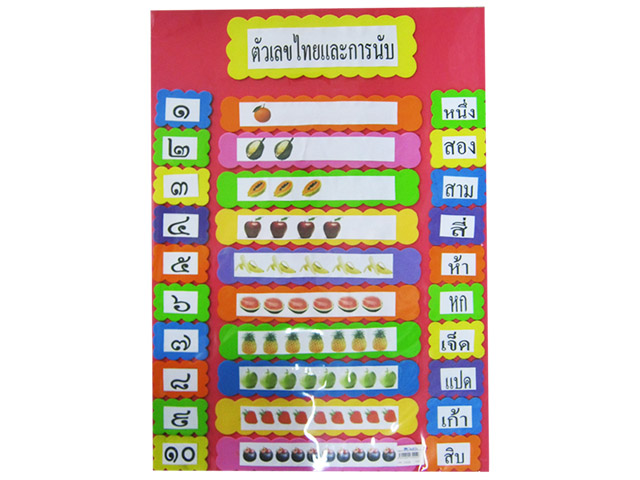 ตัวเลขไทยและการนับ
๑ หนึ่ง
๒ สอง
๓ สาม
๔ สี่
๕ ห้า
๖ หก
๗ เจ็ด
๘ แปด
๙ เก้า
๑๐ สิบ